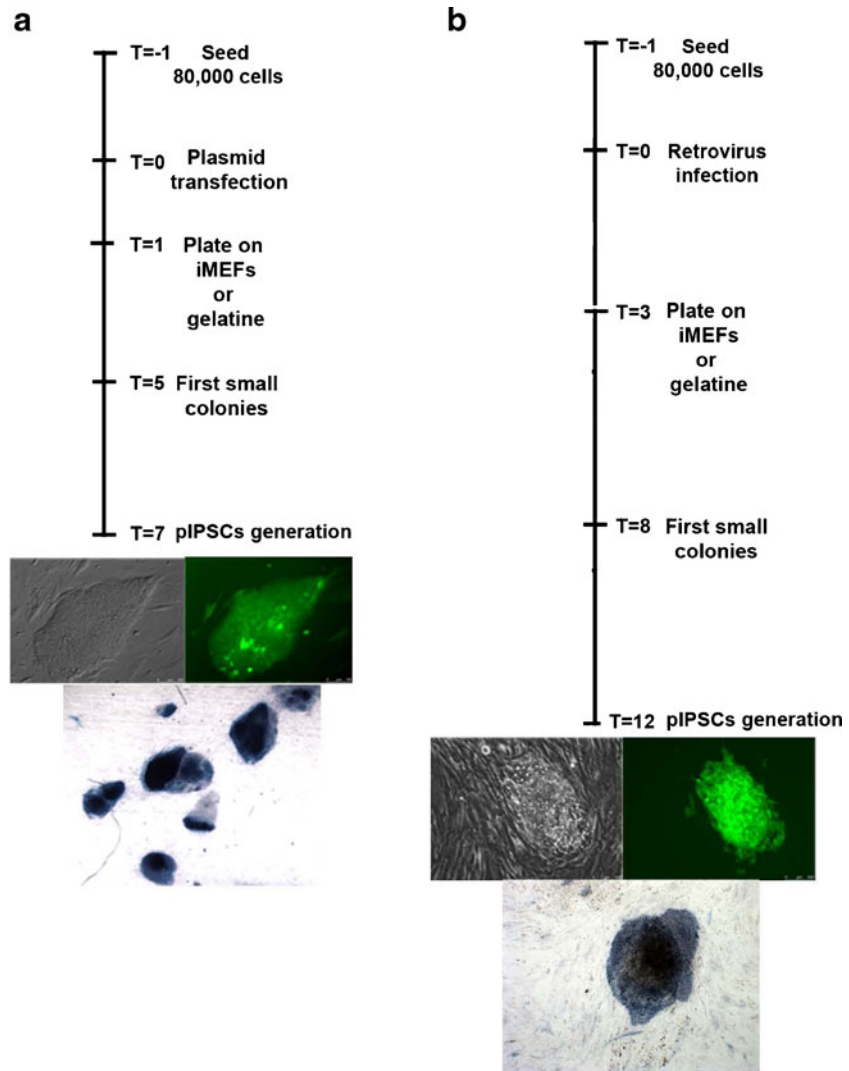 a
T=-1 Seed
80,000 cells
T=0 Plasmid
transfection
T=1 Plate on
iMEFs
or
gelatine
T=5 First small
colonies
T=7 pIPSCs generation
b
T=-1 Seed
80,000 cells
T=0 Retrovirus
infection
T=3 Plate on
iMEFs
or
gelatine
T=8 First small
colonies
T=12 pIPSCs generation